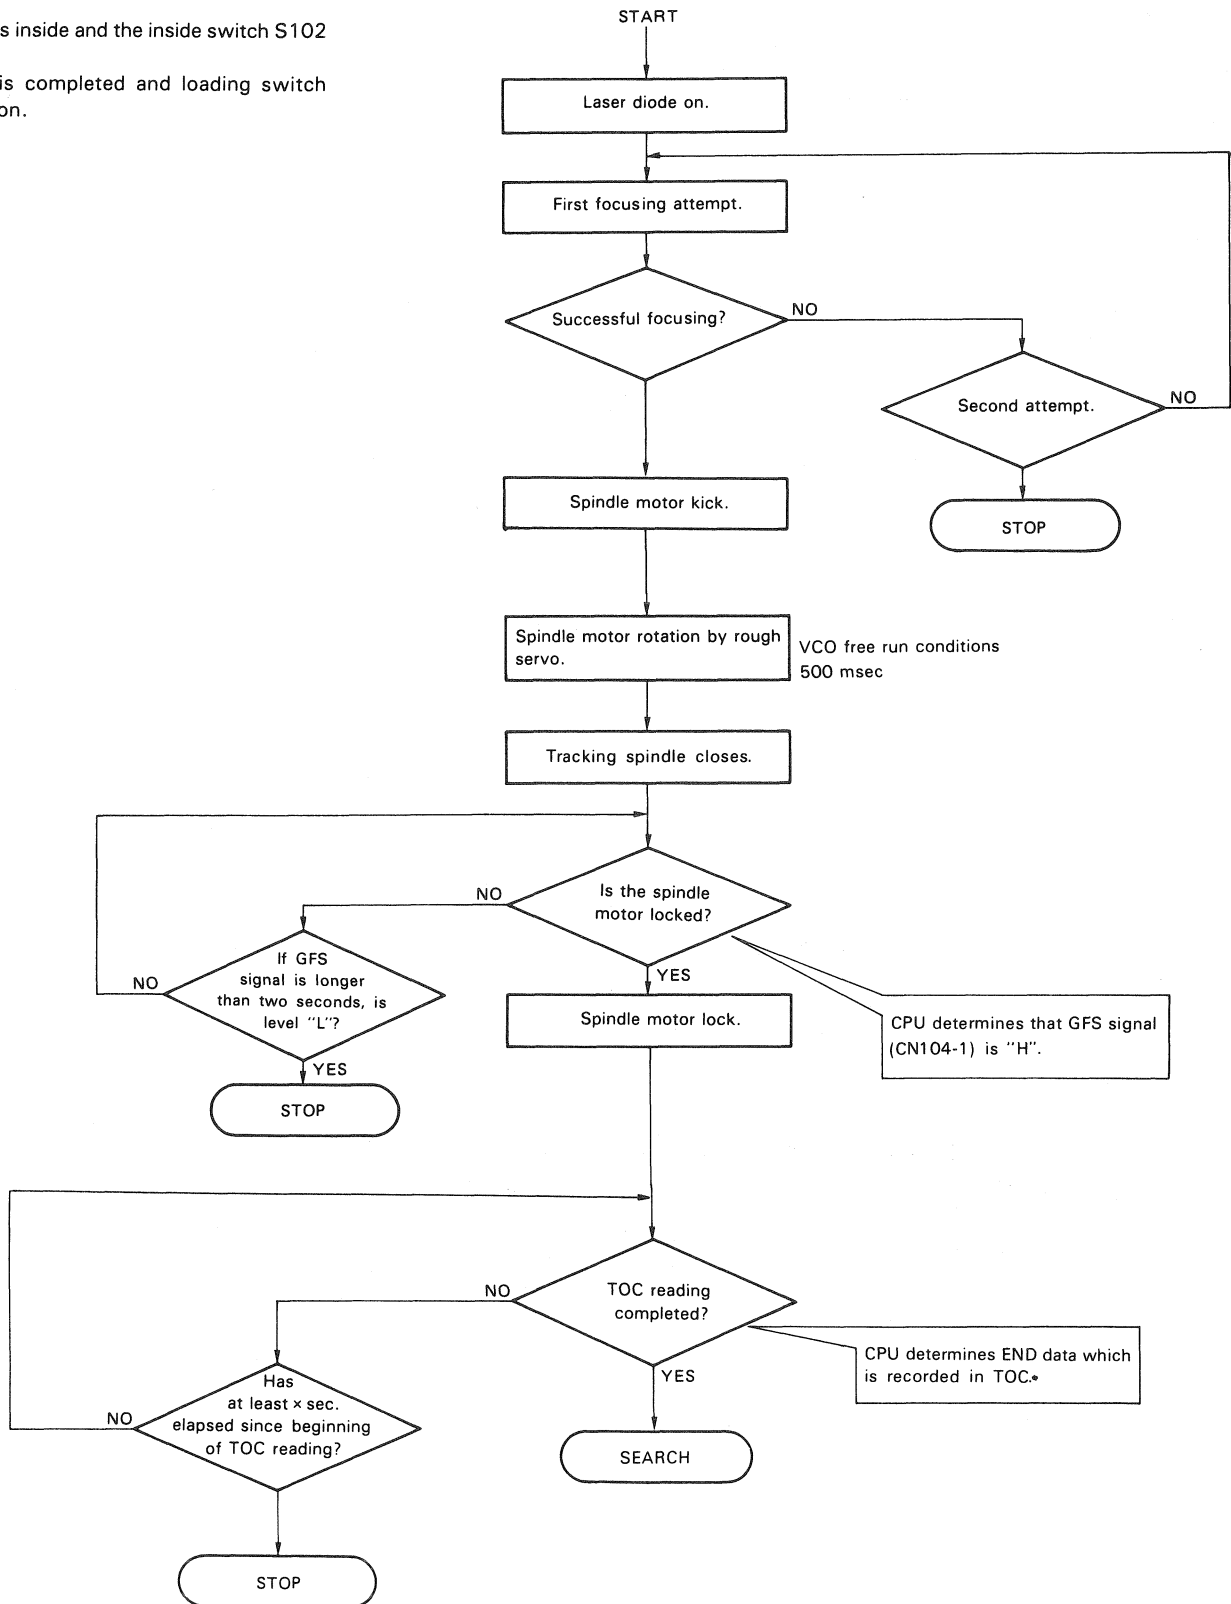 s inside and the inside switch S102
is completed and loading switch
on.
START
Laser diode on.
First focusing attempt.
Successful focusing?
NO
Second attempt.
NO
STOP
Spindle motor kick.
Spindle motor rotation by rough
servo.
VCO free run conditions
500 msec
Tracking spindle closes.
Is the spindle
motor locked?
NO
YES
If GFS
signal is longer
than two seconds, is
level "L"?
NO
YES
STOP
Spindle motor lock.
CPU determines that GFS signal
(CN104-1) is "H".
TOC reading
completed?
NO
YES
CPU determines END data which
is recorded in TOC.
Has
at least × sec.
elapsed since beginning
of TOC reading?
NO
SEARCH
STOP